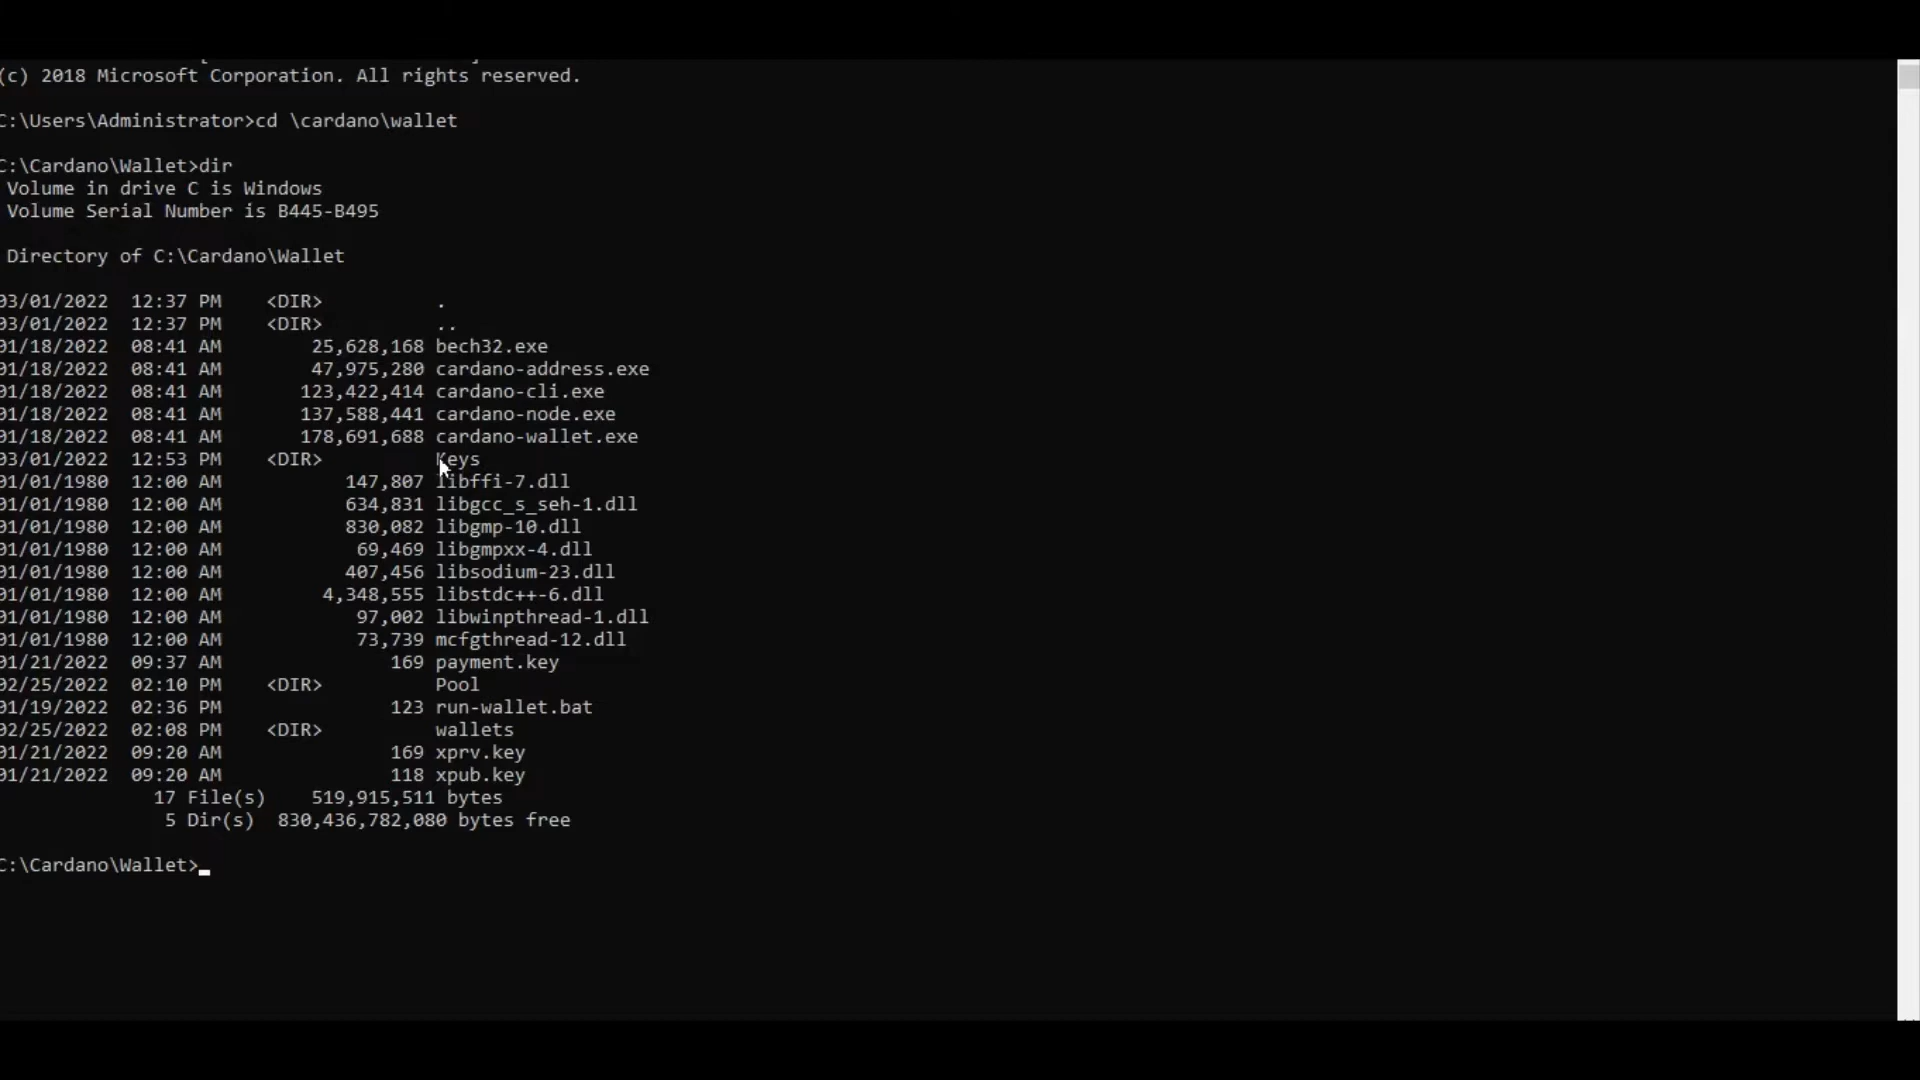 (c) 2018 Microsoft Corporation. All rights reserved.
C:\Users\Administrator>cd \cardano\wallet
C:\Cardano\Wallet>dir
Volume in drive C is Windows
Volume Serial Number is B445-B495
Directory of C:\Cardano\Wallet
03/01/2022 12:37 PM <DIR> .
03/01/2022 12:37 PM <DIR> ..
01/18/2022 08:41 AM 25,628,168 bech32.exe
01/18/2022 08:41 AM 47,975,280 cardano-address.exe
01/18/2022 08:41 AM 123,422,414 cardano-cli.exe
01/18/2022 08:41 AM 137,588,441 cardano-node.exe
01/18/2022 08:41 AM 178,691,688 cardano-wallet.exe
03/01/2022 12:53 PM <DIR> Keys
01/01/1980 12:00 AM 147,807 libffi-7.dll
01/01/1980 12:00 AM 634,831 libgcc_s_seh-1.dll
01/01/1980 12:00 AM 830,082 libgmp-10.dll
01/01/1980 12:00 AM 69,469 libgmpxx-4.dll
01/01/1980 12:00 AM 407,456 libsodium-23.dll
01/01/1980 12:00 AM 4,348,555 libstdc++-6.dll
01/01/1980 12:00 AM 97,002 libwinpthread-1.dll
01/01/1980 12:00 AM 73,739 mcfgthread-12.dll
01/21/2022 09:37 AM 169 payment.key
02/25/2022 02:10 PM <DIR> Pool
01/19/2022 02:36 PM 123 run-wallet.bat
02/25/2022 02:08 PM <DIR> wallets
01/21/2022 09:20 AM 169 xprv.key
01/21/2022 09:20 AM 118 xpub.key
17 File(s) 519,915,511 bytes
5 Dir(s) 830,436,782,080 bytes free
C:\Cardano\Wallet>